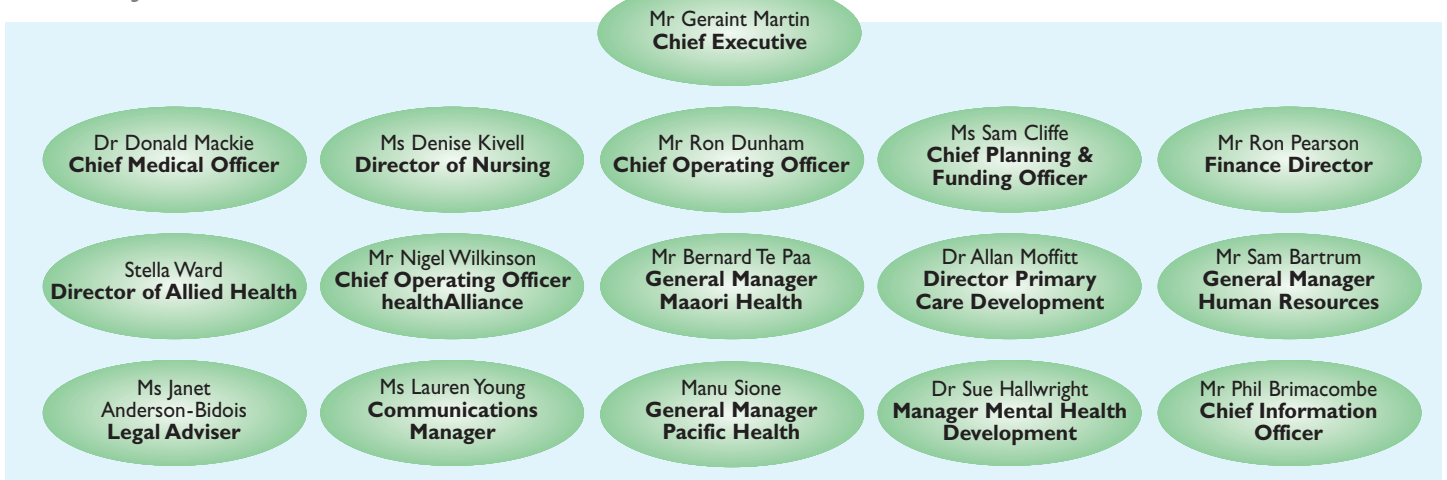 Mr Geraint Martin
Chief Executive
Dr Donald Mackie
Chief Medical Officer
Ms Denise Kivell
Director of Nursing
Mr Ron Dunham
Chief Operating Officer
Ms Sam Cliffe
Chief Planning &
Funding Officer
Mr Ron Pearson
Finance Director
Stella Ward
Director of Allied Health
Mr Nigel Wilkinson
Chief Operating Officer
healthAlliance
Mr Bernard Te Paa
General Manager
Maaori Health
Dr Allan Moffitt
Director Primary
Care Development
Mr Sam Bartrum
General Manager
Human Resources
Ms Janet
Anderson-Bidois
Legal Adviser
Ms Lauren Young
Communications
Manager
Manu Sione
General Manager
Pacific Health
Dr Sue Hallwright
Manager Mental Health
Development
Mr Phil Brimacombe
Chief Information
Officer